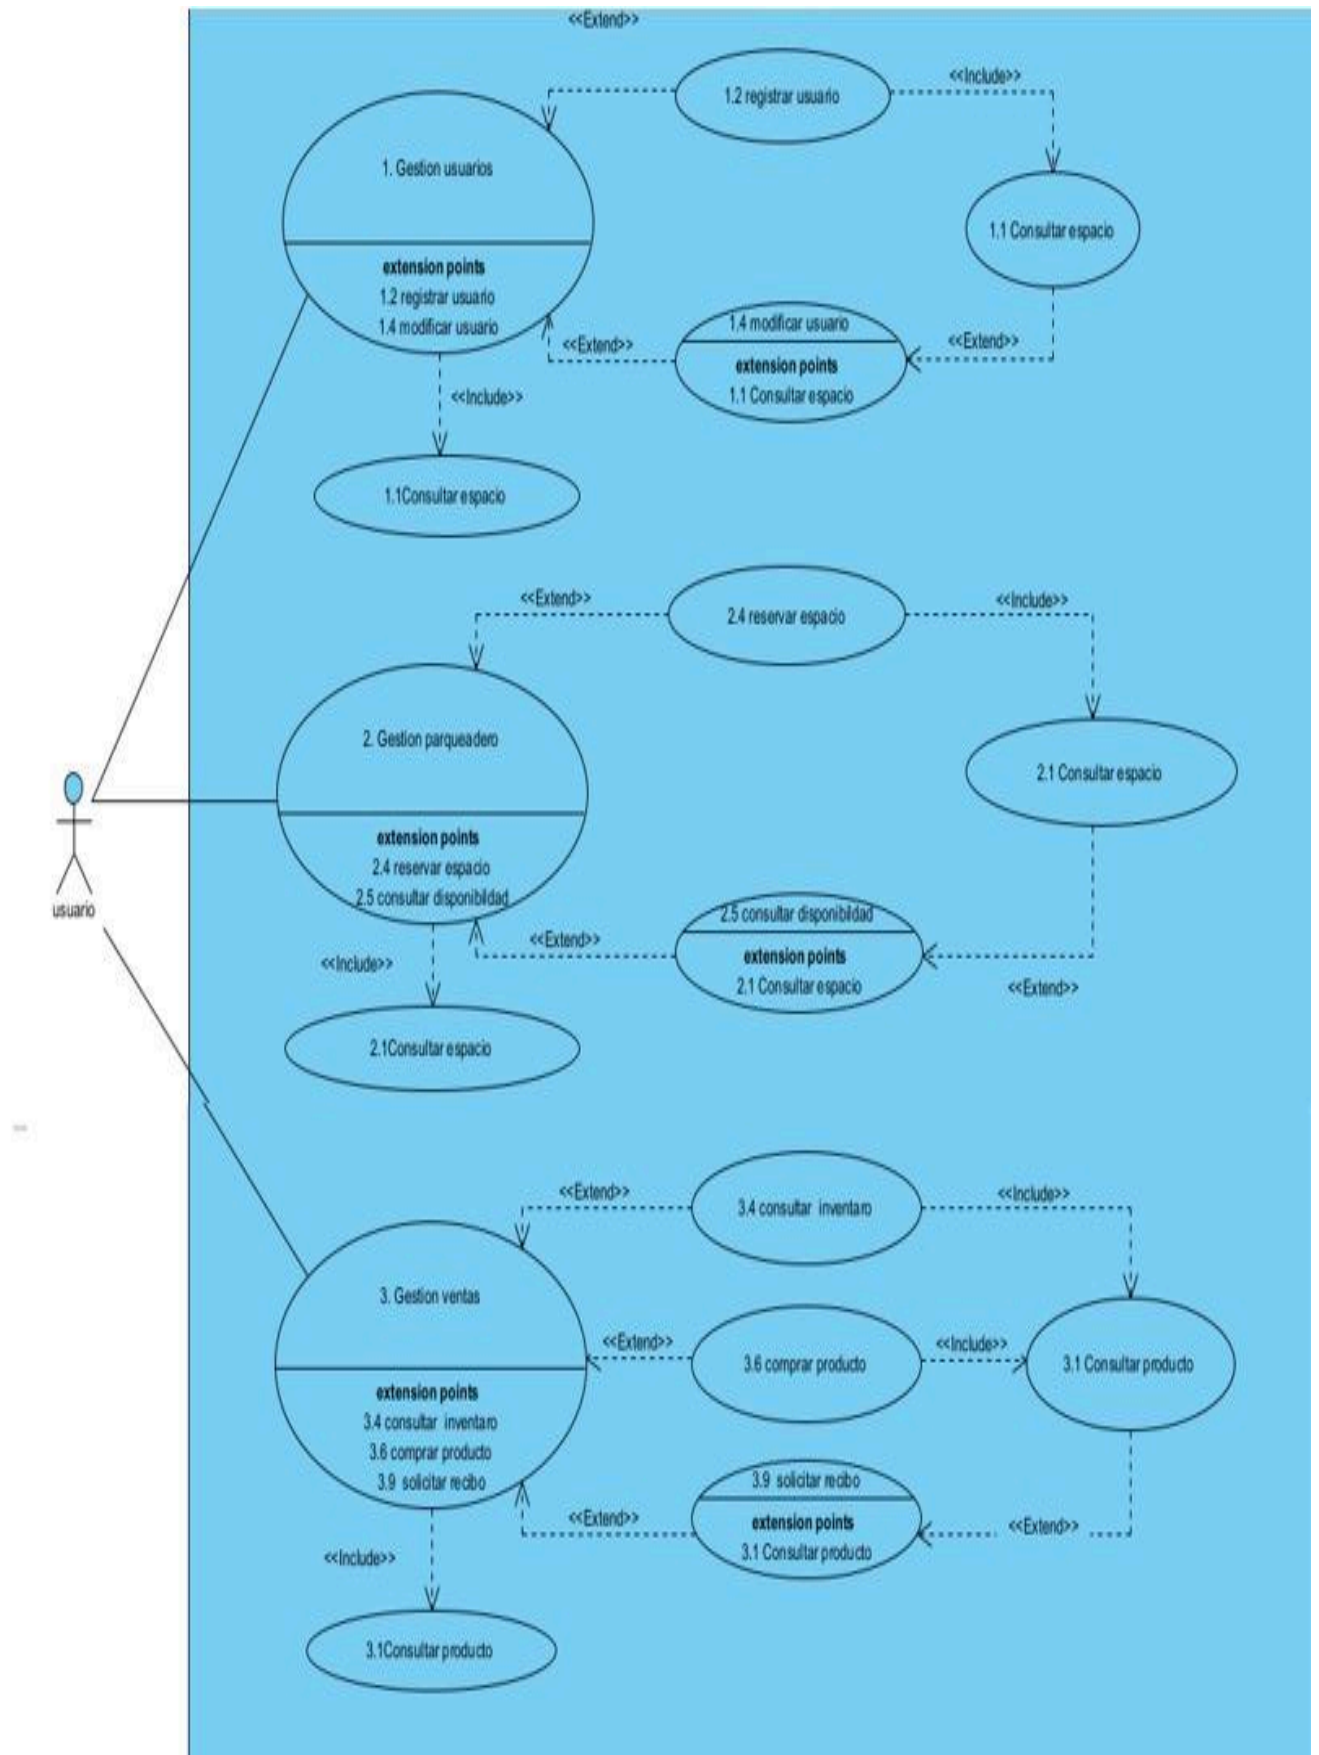 <<Extend>>
1.2 registrar usuario
<<Include>>
1. Gestion usuarios
extension points
1.2 registrar usuario
1.4 modificar usuario
1.1 Consultar espacio
<<Extend>>
1.4 modificar usuario
extension points
1.1 Consultar espacio
<<Extend>>
<<Include>>
1.1Consultar espacio
<<Extend>>
2.4 reservar espacio
<<Include>>
2. Gestion parqueadero
extension points
2.4 reservar espacio
2.5 consultar disponibildad
2.1 Consultar espacio
usuario
<<Extend>>
2.5 consultar disponibildad
extension points
2.1 Consultar espacio
<<Extend>>
<<Include>>
2.1Consultar espacio
<<Extend>>
3.4 consultar inventaro
<<Include>>
3. Gestion ventas
extension points
3.4 consultar inventaro
3.6 comprar producto
3.9 solicitar recibo
<<Extend>>
3.6 comprar producto
<<Include>>
3.1 Consultar producto
<<Extend>>
3.9 solicitar recibo
extension points
3.1 Consultar producto
<<Extend>>
<<Include>>
3.1Consultar producto